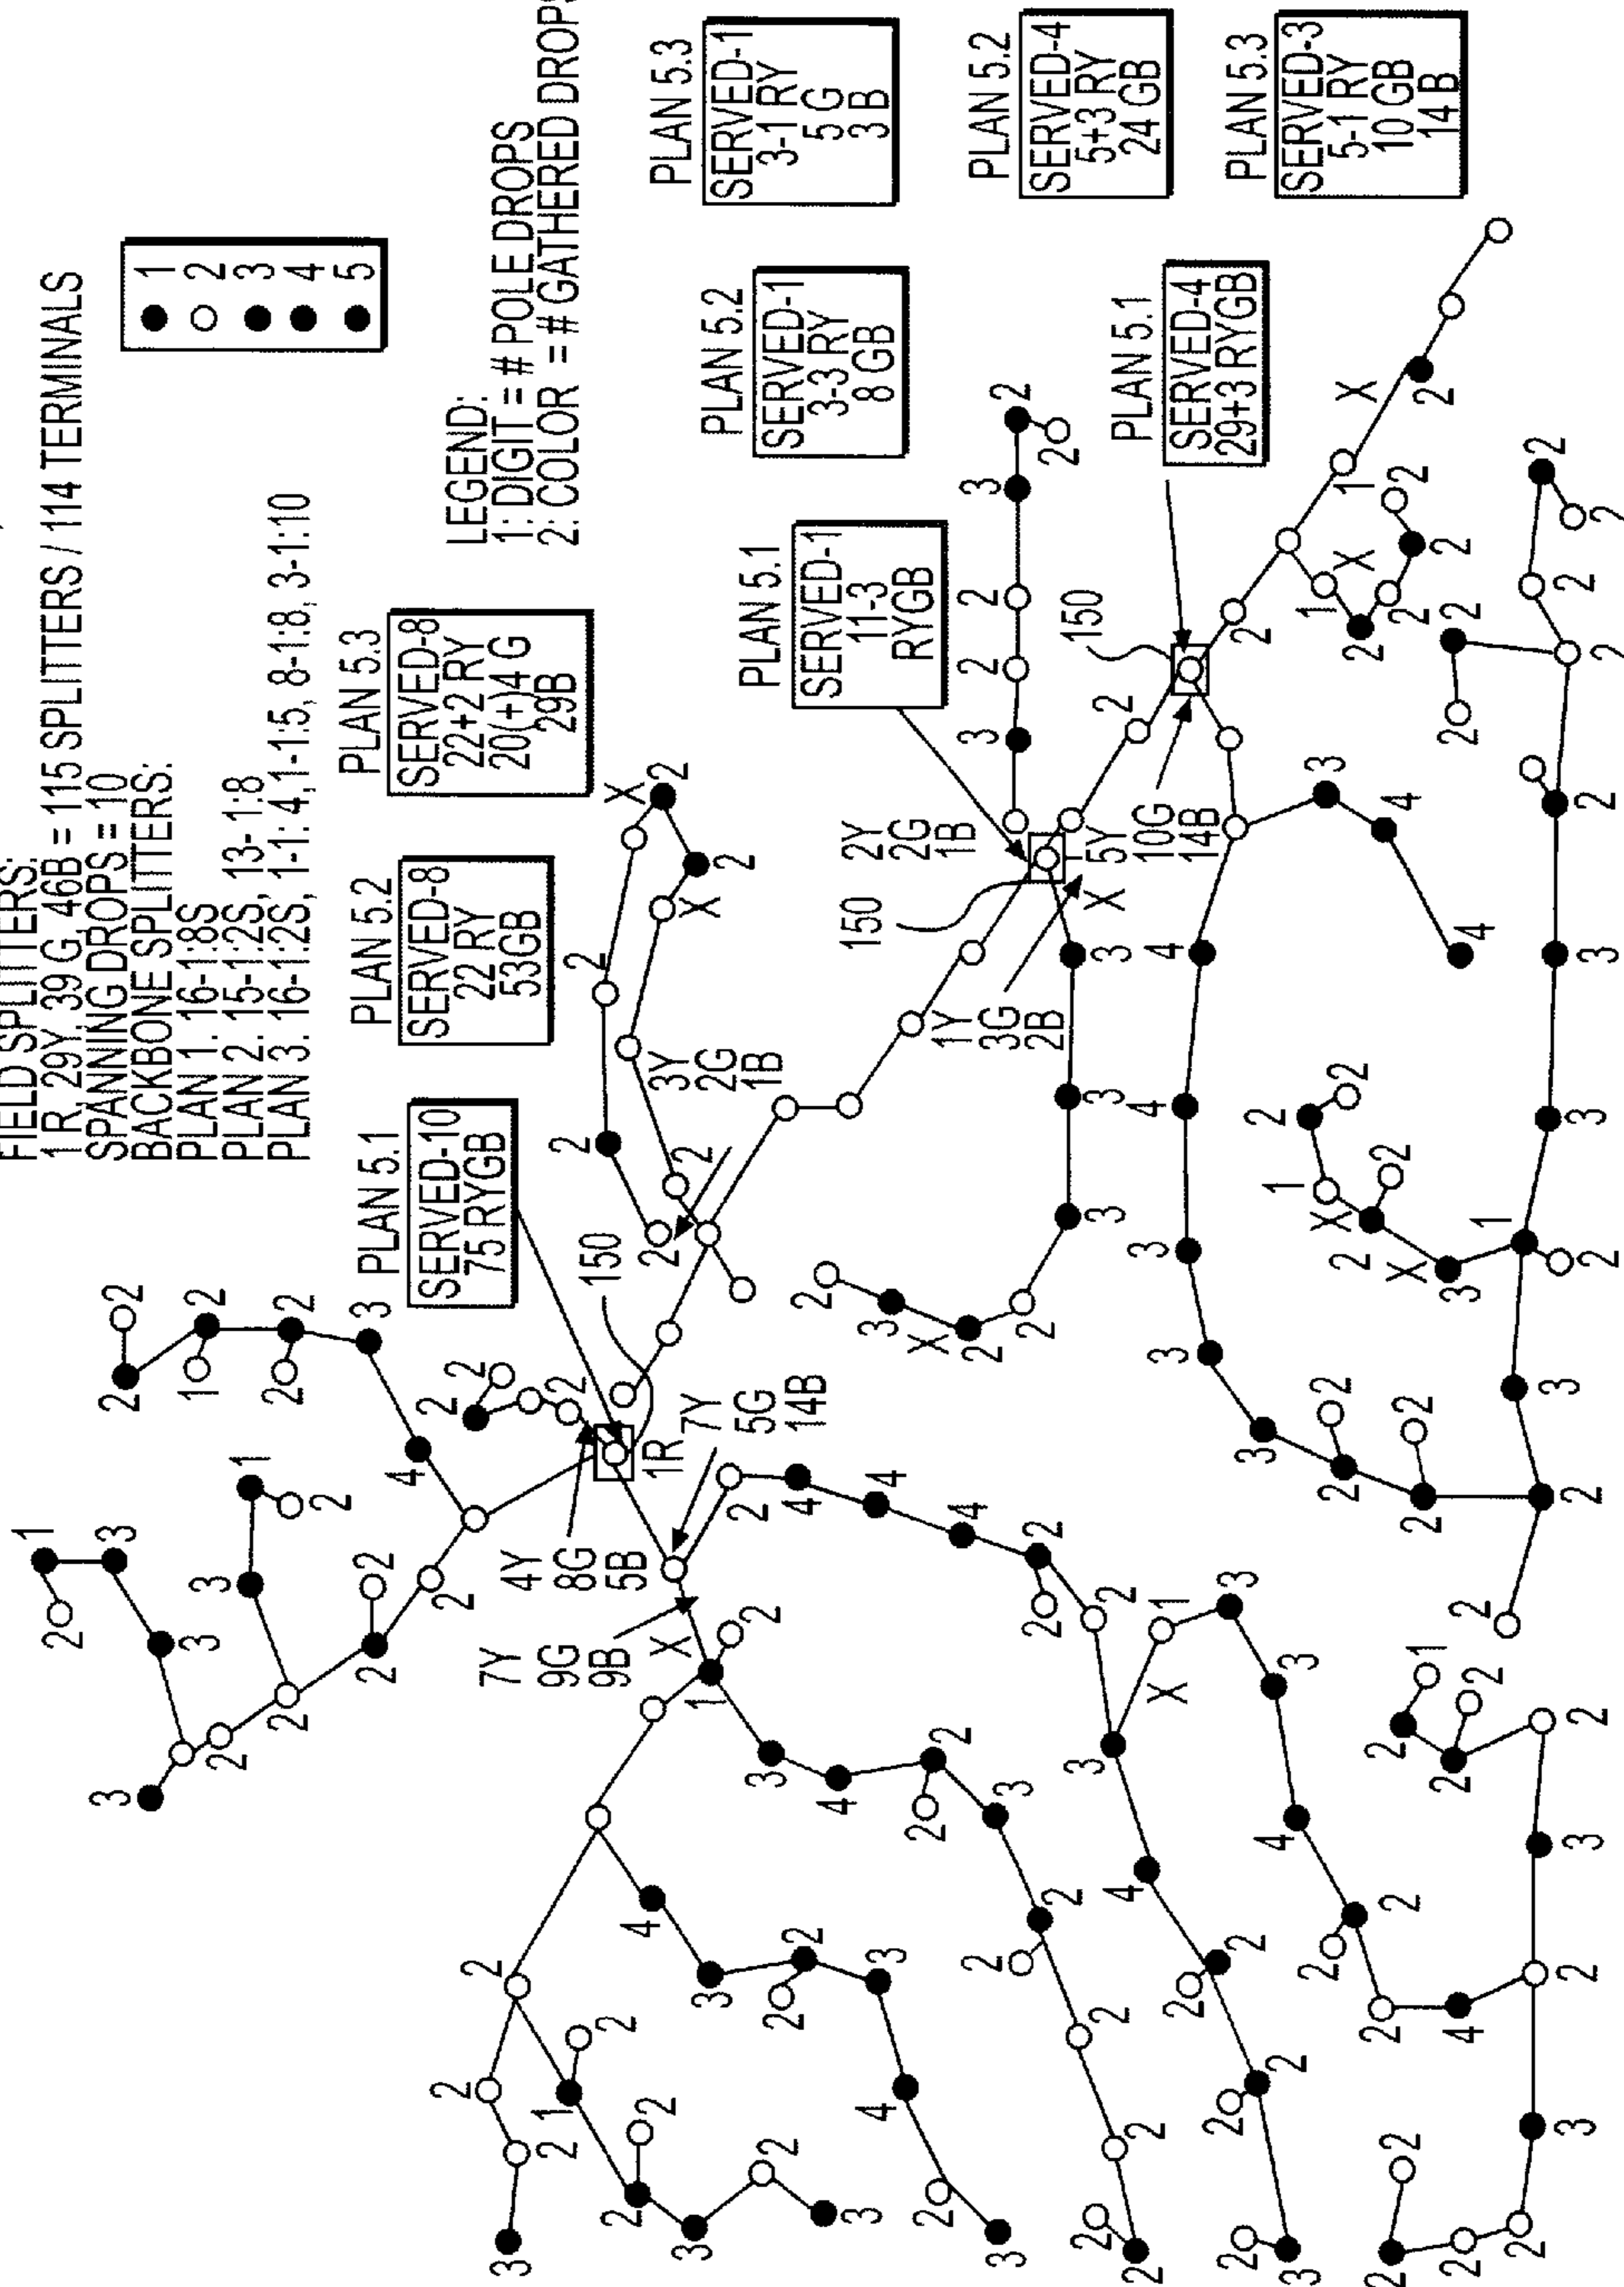 FIELD SPLITTERS:
1 R, 29Y, 39 G, 46B = 115 SPLITTERS / 114 TERMINALS
SPANNING DROPS = 10
BACKBONE SPLITTERS:
PLAN 1. 16-1:8S
PLAN 2. 15-1:2S, 13- 1:8
PLAN 3. 16-1:2S, 1-1: 4,1-1:5, 8-1:8, 3-1:10
1
2
3
4
5
LEGEND:
1: DIGIT = # POLE DROPS
2: COLOR = # GATHERED DROPS
PLAN 5.1
SERVED-10
75 RYGB
PLAN 5.2
SERVED-8
22 RY
53GB
PLAN 5.3
SERVED-8
22+2 RY
20(+)4 G
29B
PLAN 5.1
SERVED-1
11-3
RYGB
PLAN 5.2
SERVED-1
3-3 RY
8 GB
PLAN 5.3
SERVED-1
3-1 RY
5 G
3 B
PLAN 5.1
SERVED-4
29+3 RYGB
PLAN 5.2
SERVED-4
5+3 RY
24 GB
PLAN 5.3
SERVED-3
5-1 RY
10 GB
14 B
150
150
150
4Y
8G
5B
1R
7Y
5G
14B
7Y
9G
9B
3Y
2G
1B
2Y
2G
1B
1Y
3G
2B
5Y
10G
14B